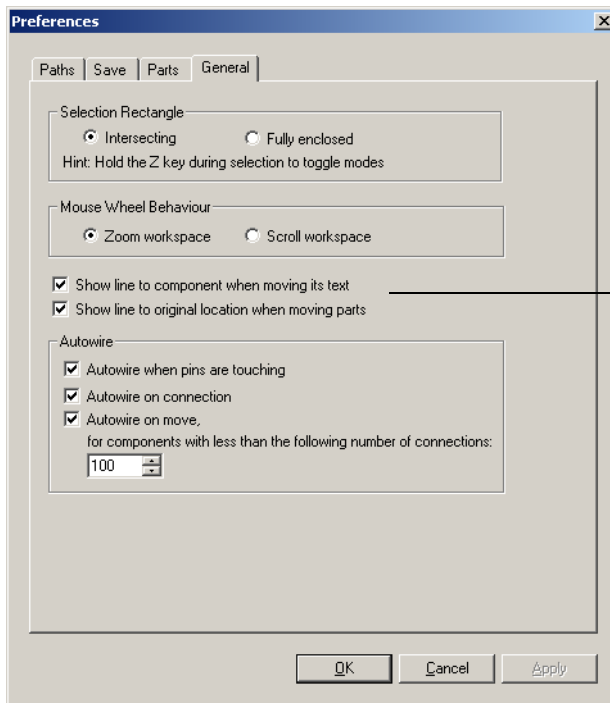 Preferences
Paths Save Parts General
Selection Rectangle
Intersecting Fully enclosed
Hint: Hold the Z key during selection to toggle modes
Mouse Wheel Behaviour
Zoom workspace Scroll workspace
Show line to component when moving its text
Show line to original location when moving parts
Autowire
Autowire when pins are touching
Autowire on connection
Autowire on move,
for components with less than the following number of connections:
100
OK Cancel Apply